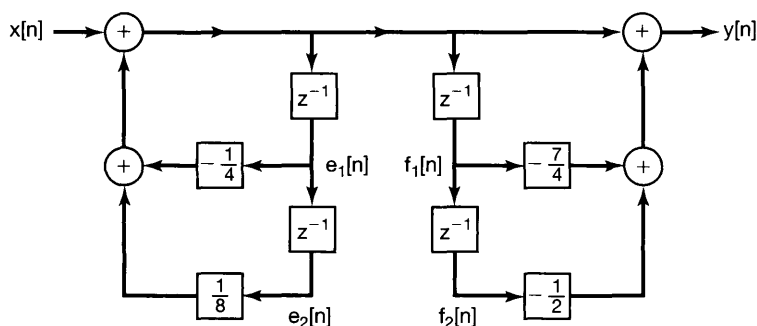 x[n] + + y[n]
z⁻¹ z⁻¹
+ − 1/4 e₁[n] f₁[n] − 7/4 +
z⁻¹ z⁻¹
1/8 − 1/2
e₂[n] f₂[n]